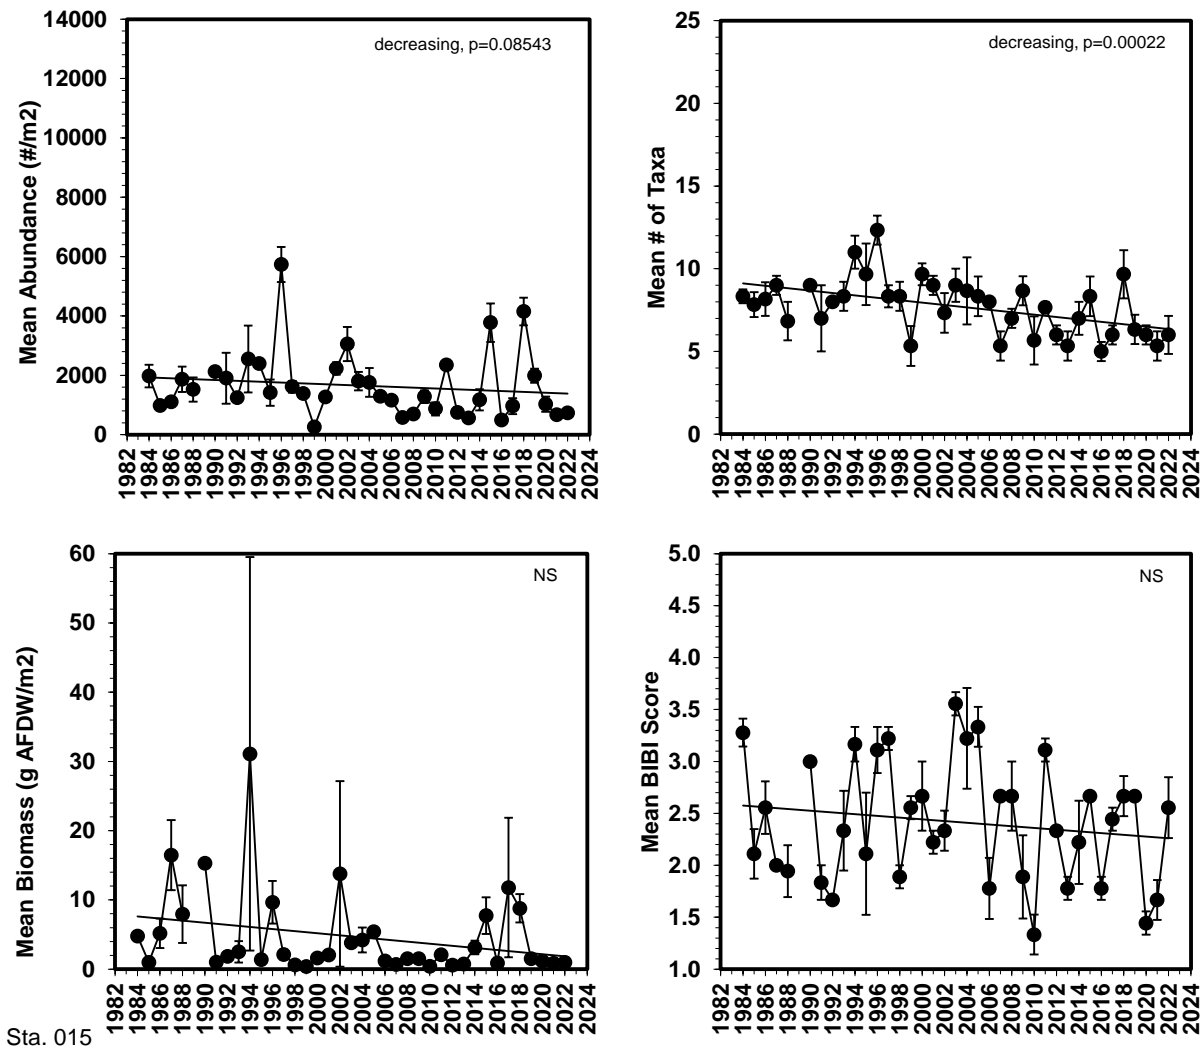 Mean Abundance (#/m2)
14000
12000
10000
8000
6000
4000
2000
0
decreasing, p=0.08543
1982 1984 1986 1988 1990 1992 1994 1996 1998 2000 2002 2004 2006 2008 2010 2012 2014 2016 2018 2020 2022 2024
Mean # of Taxa
25
20
15
10
5
0
decreasing, p=0.00022
1982 1984 1986 1988 1990 1992 1994 1996 1998 2000 2002 2004 2006 2008 2010 2012 2014 2016 2018 2020 2022 2024
Mean Biomass (g AFDW/m2)
60
50
40
30
20
10
0
NS
1982 1984 1986 1988 1990 1992 1994 1996 1998 2000 2002 2004 2006 2008 2010 2012 2014 2016 2018 2020 2022 2024
Mean BIBI Score
5.0
4.5
4.0
3.5
3.0
2.5
2.0
1.5
1.0
NS
1982 1984 1986 1988 1990 1992 1994 1996 1998 2000 2002 2004 2006 2008 2010 2012 2014 2016 2018 2020 2022 2024
Sta. 015